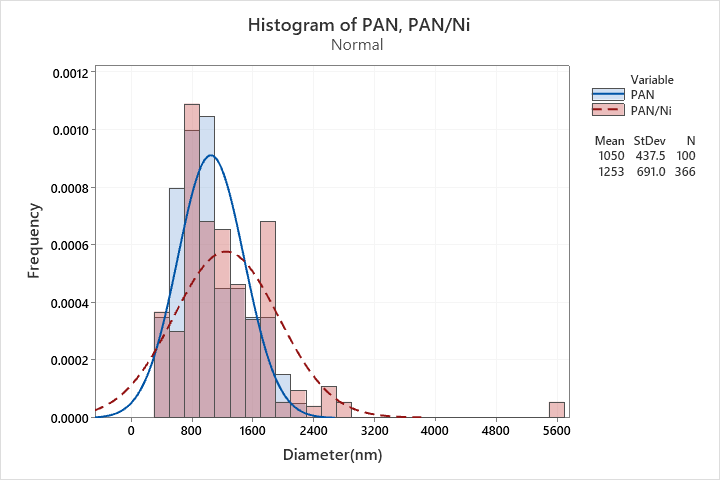 Histogram of PAN, PAN/Ni
Normal
0.0012
0.0010
0.0008
0.0006
0.0004
0.0002
0.0000
Frequency
0 800 1600 2400 3200 4000 4800 5600
Diameter(nm)
Variable
PAN
PAN/Ni
Mean StDev N
1050 437.5 100
1253 691.0 366